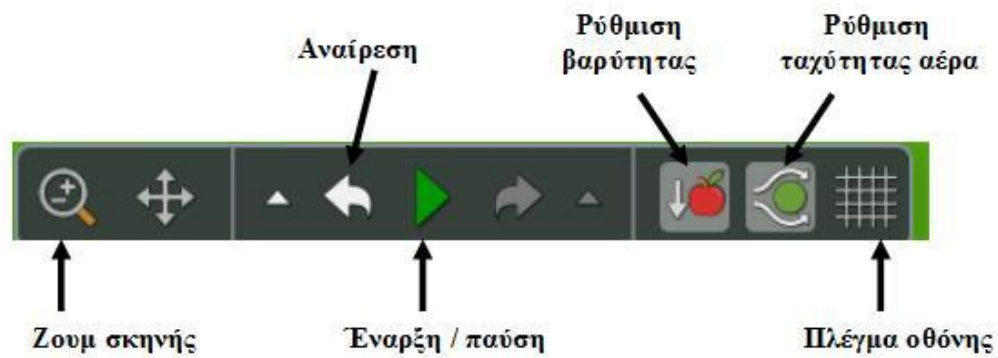 Αναίρεση
Ρύθμιση
βαρύτητας
Ρύθμιση
ταχύτητας αέρα
Ζουμ σκηνής
Έναρξη / παύση
Πλέγμα οθόνης